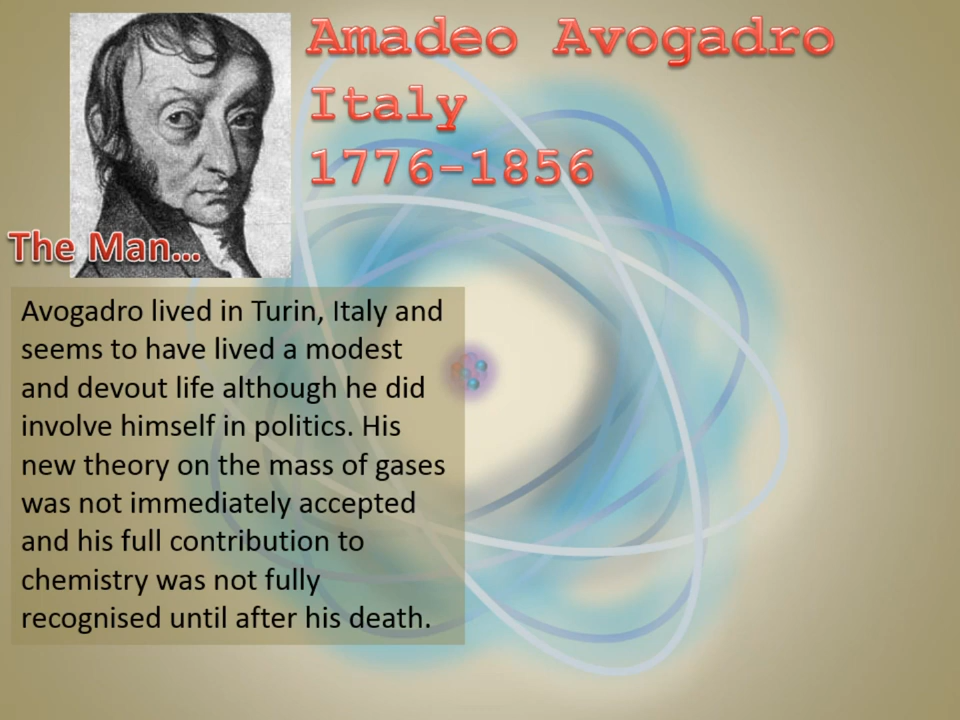 Amadeo Avogadro
Italy
1776-1856
The Man...
Avogadro lived in Turin, Italy and
seems to have lived a modest
and devout life although he did
involve himself in politics. His
new theory on the mass of gases
was not immediately accepted
and his full contribution to
chemistry was not fully
recognised until after his death.